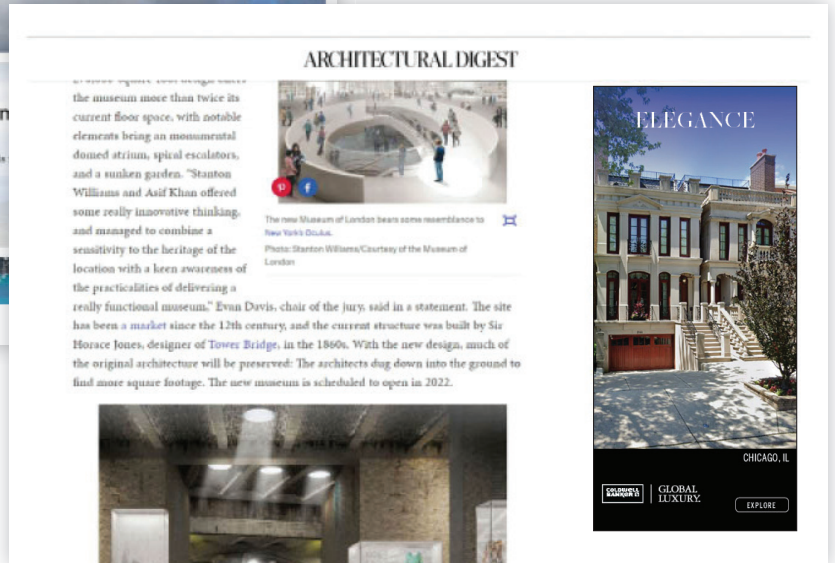 ARCHITECTURAL DIGEST
the museum more than twice its
current floor space, with notable
elements being an monumental
domed atrium, spiral escalators,
and a sunken garden. "Stanton
Williams and Asif Khan offered
some really innovative thinking,
and managed to combine a
sensitivity to the heritage of the
location with a keen awareness of
the practicalities of delivering a
really functional museum," Evan Davis, chair of the jury, said in a statement. The site
has been a market since the 12th century, and the current structure was built by Sir
Horace Jones, designer of Tower Bridge, in the 1860s. With the new design, much of
the original architecture will be preserved: The architects dug down into the ground to
find more square footage. The new museum is scheduled to open in 2022.
The new Museum of London bears some resemblance to
New York's Oculus.
Photo: Stanton Williams/Courtesy of the Museum of
London
ELEGANCE
CHICAGO, IL
COLDWELL
BANKER
GLOBAL
LUXURY.
EXPLORE